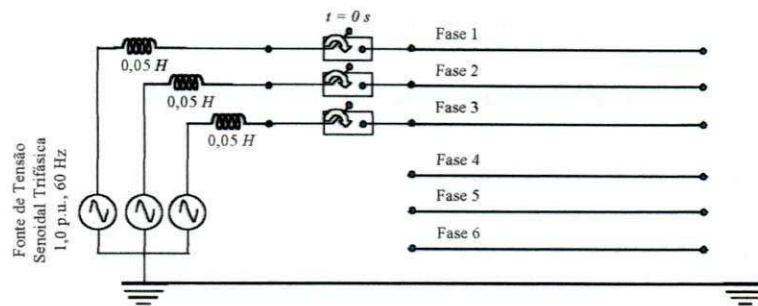 t = 0 s
Fase 1
0,05 H
Fase 2
0,05 H
Fase 3
0,05 H
Fase 4
Fase 5
Fase 6
Fonte de Tensão
Senoidal Trifásica
1,0 p.u., 60 Hz